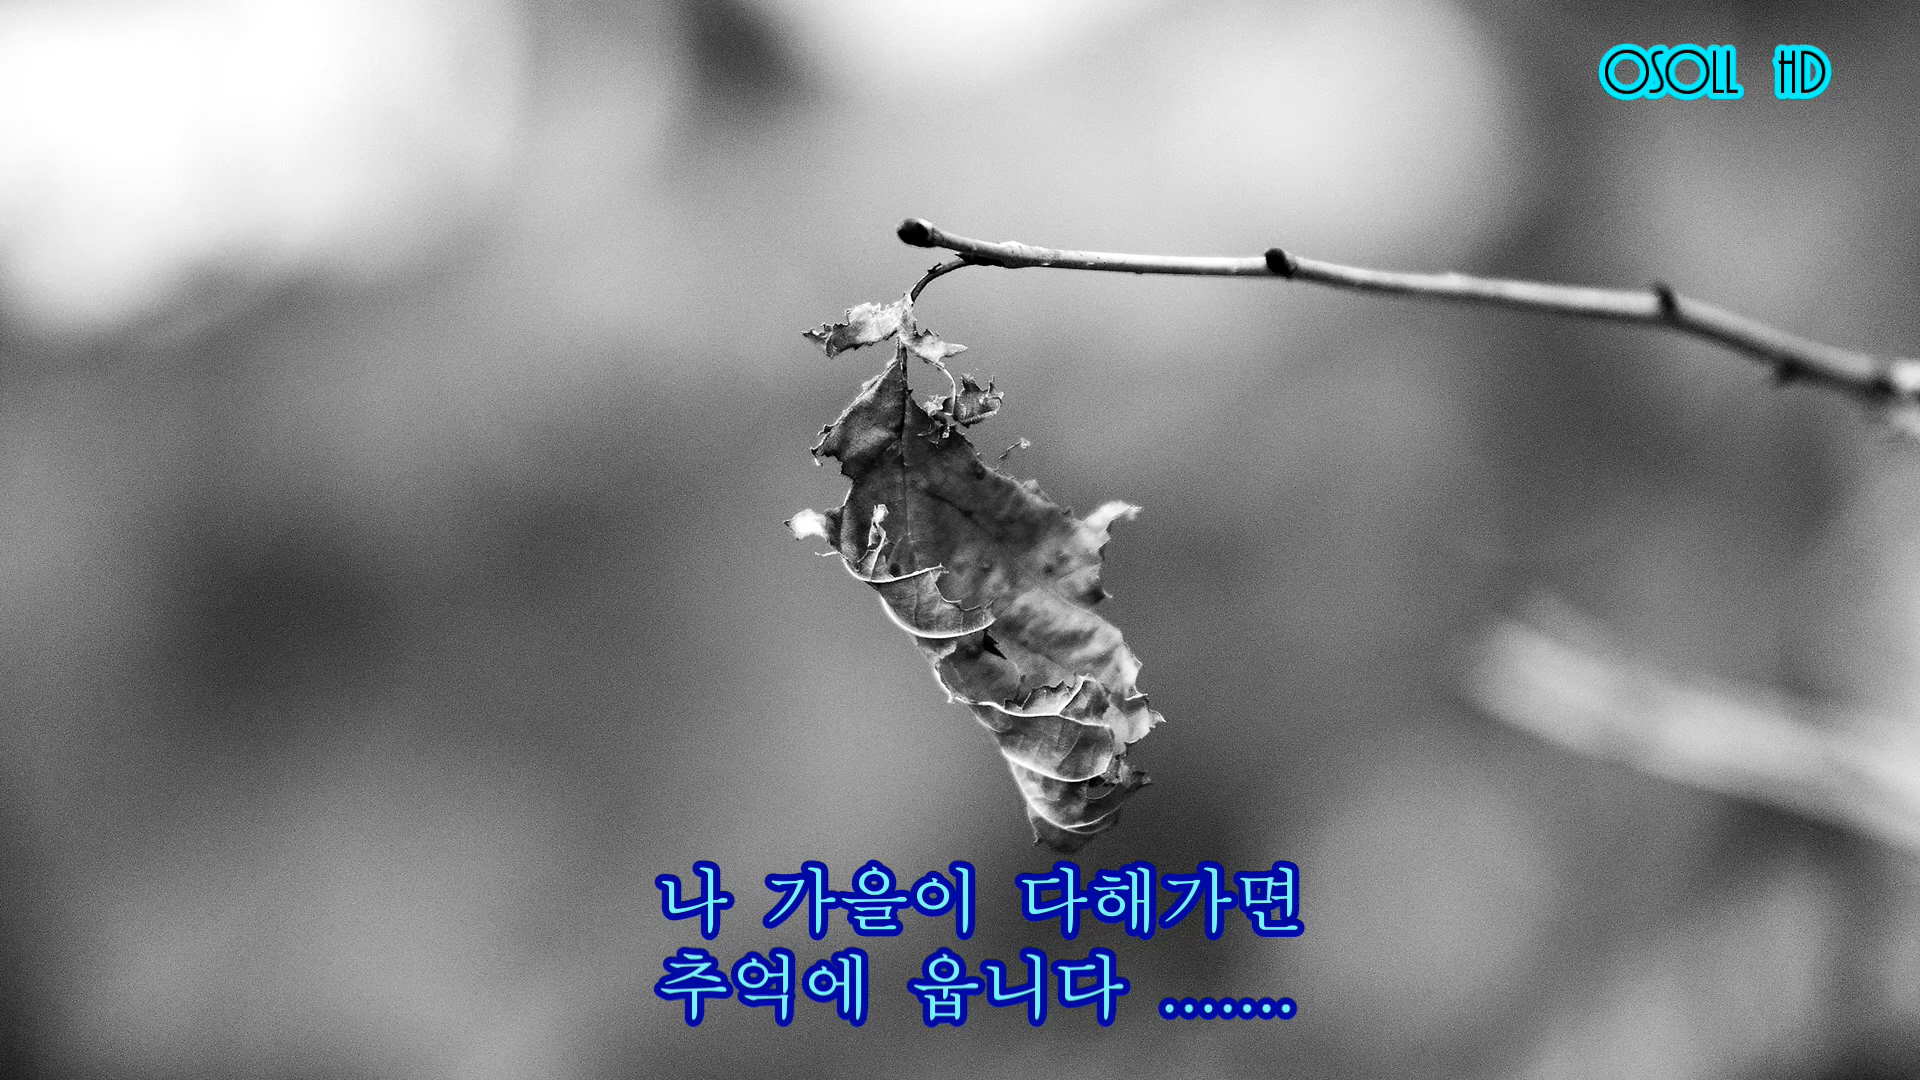 OSOLL HD
나 가을이 다해가면
추억에 웁니다 .......